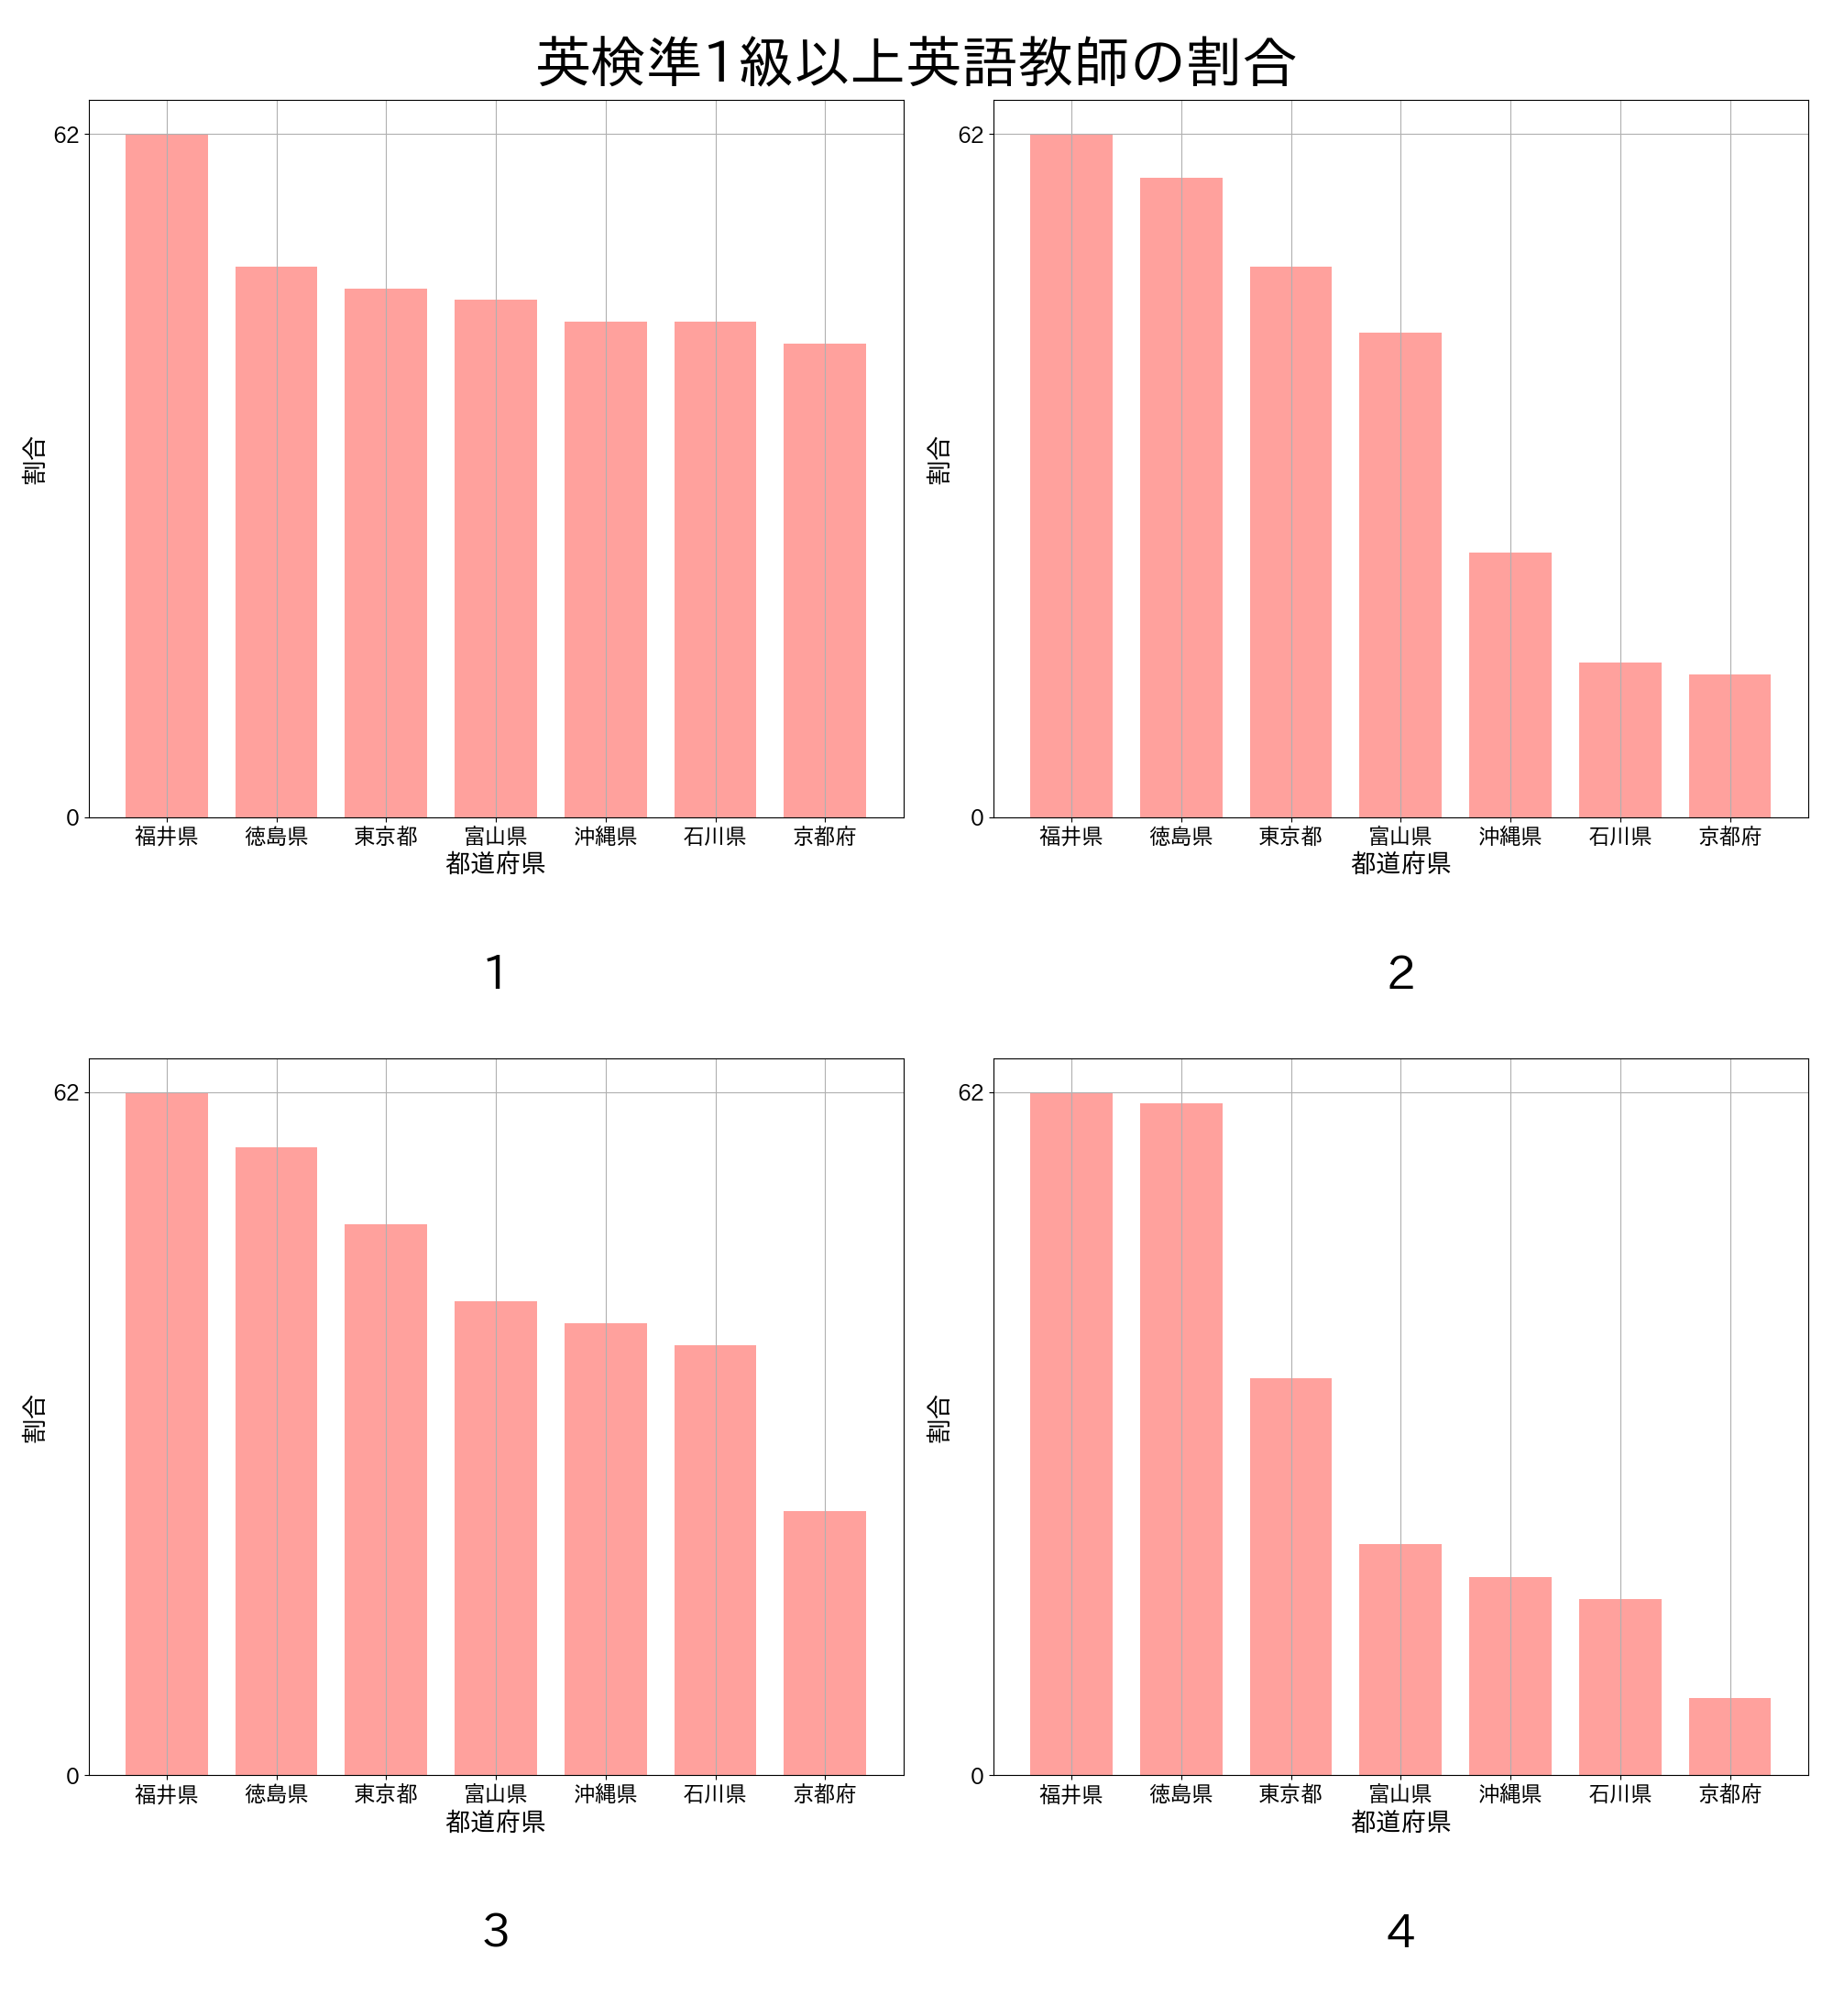 英検準1級以上英語教師の割合
62
0
割合
福井県 徳島県 東京都 富山県 沖縄県 石川県 京都府
都道府県
1
62
0
割合
福井県 徳島県 東京都 富山県 沖縄県 石川県 京都府
都道府県
2
62
0
割合
福井県 徳島県 東京都 富山県 沖縄県 石川県 京都府
都道府県
3
62
0
割合
福井県 徳島県 東京都 富山県 沖縄県 石川県 京都府
都道府県
4